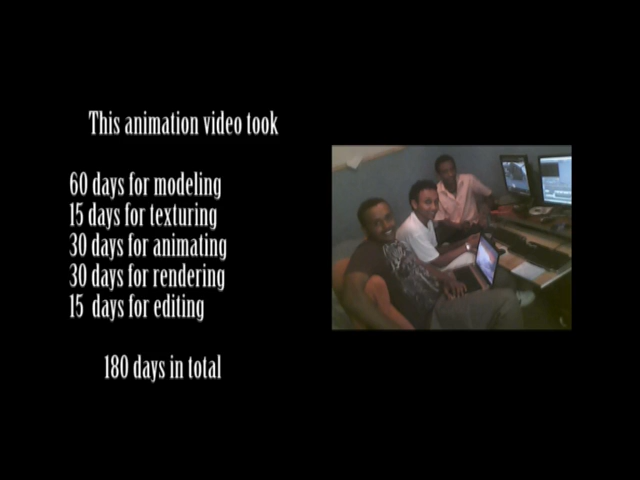 This animation video took
60 days for modeling
15 days for texturing
30 days for animating
30 days for rendering
15 days for editing
180 days in total